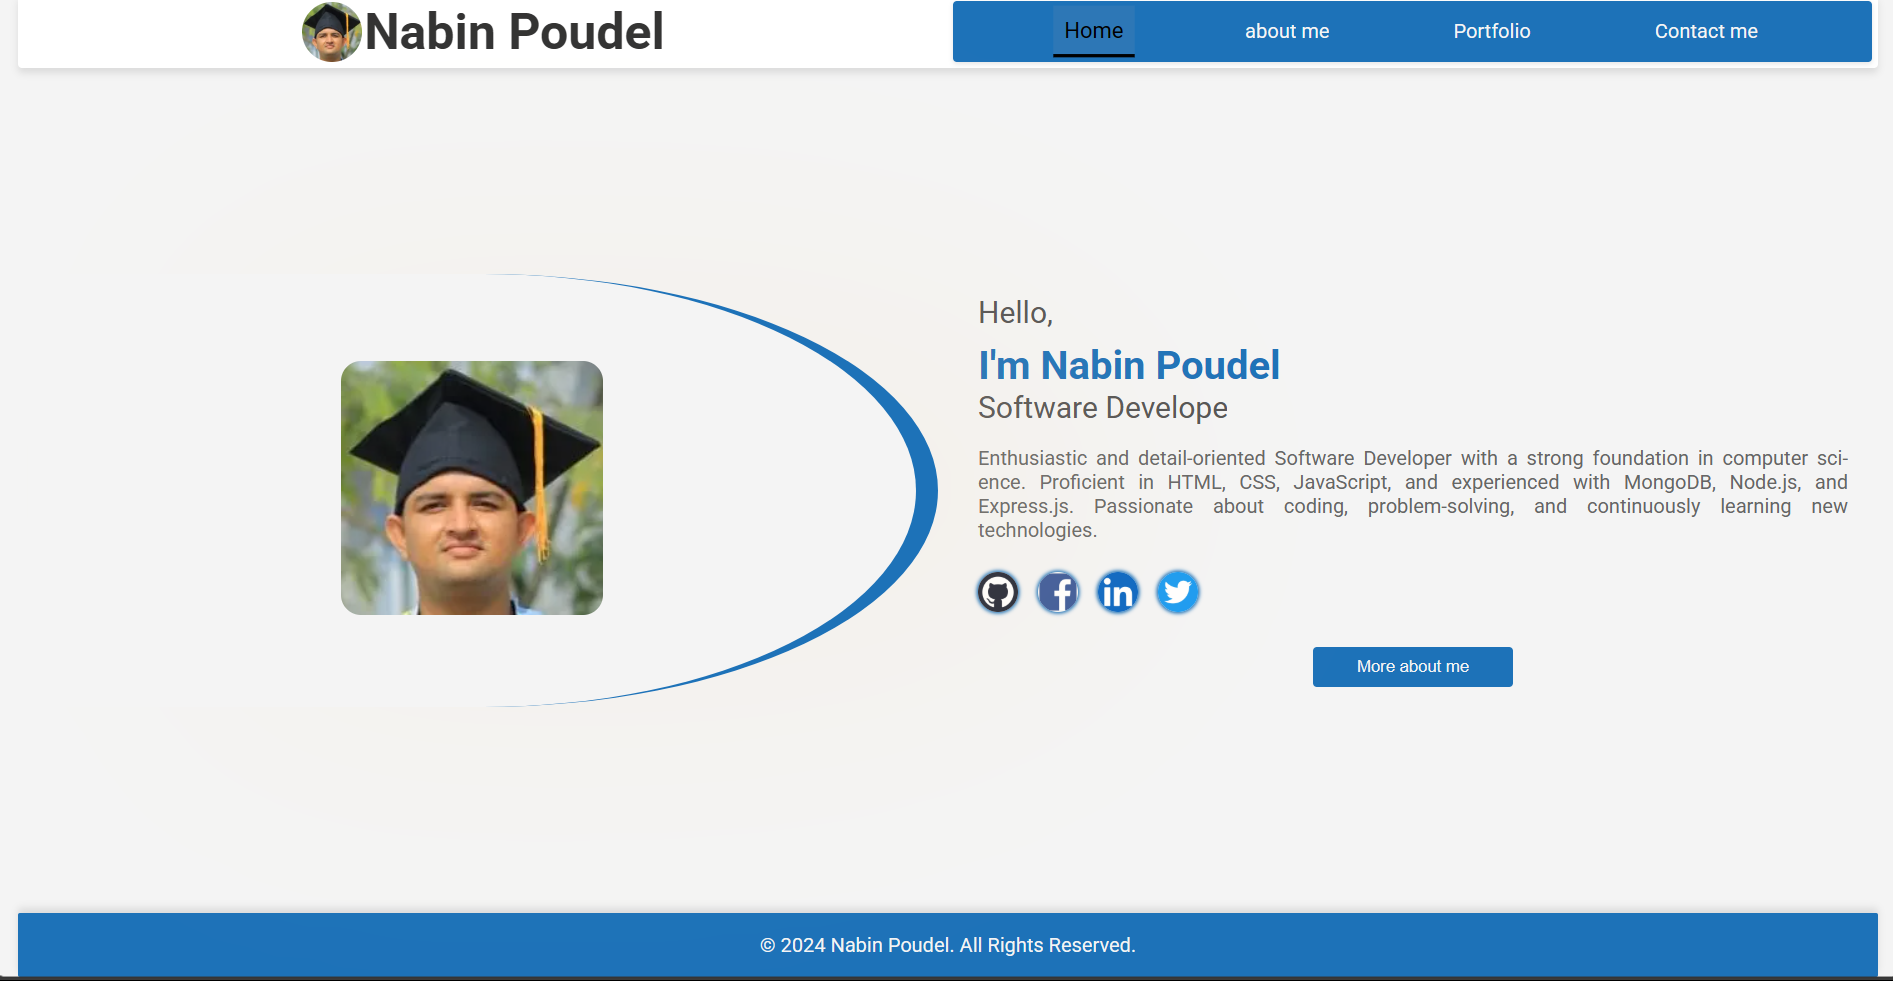 Nabin Poudel
Home about me Portfolio Contact me
Hello,
I'm Nabin Poudel
Software Develope
Enthusiastic and detail-oriented Software Developer with a strong foundation in computer sci-
ence. Proficient in HTML, CSS, JavaScript, and experienced with MongoDB, Node.js, and
Express.js. Passionate about coding, problem-solving, and continuously learning new
technologies.
in
More about me
© 2024 Nabin Poudel. All Rights Reserved.